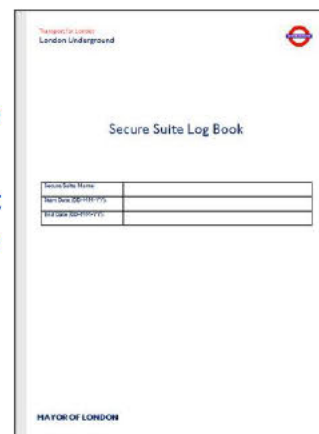 Transport for London
London Underground
Secure Suite Log Book
Secure Suite Name
Start Date (DD-MM-YY)
End Date (DD-MM-YY)
MAYOR OF LONDON